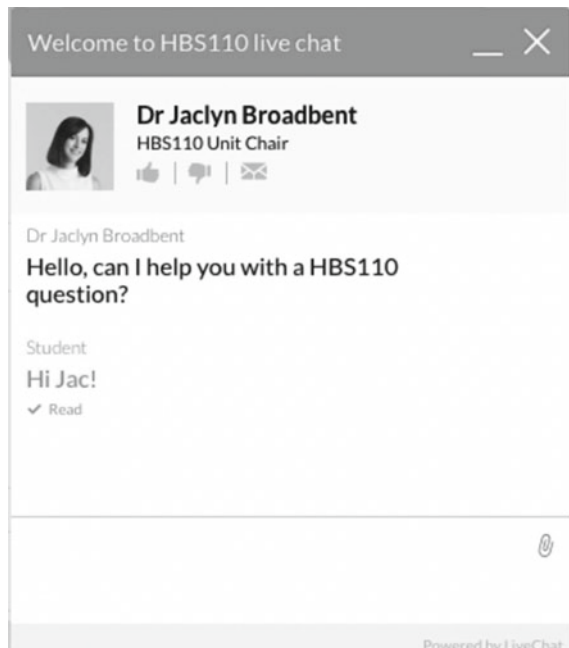 Welcome to HBS110 live chat
Dr Jaclyn Broadbent
HBS110 Unit Chair
Dr Jaclyn Broadbent
Hello, can I help you with a HBS110
question?
Student
Hi Jac!
✓ Read
Powered by LiveChat